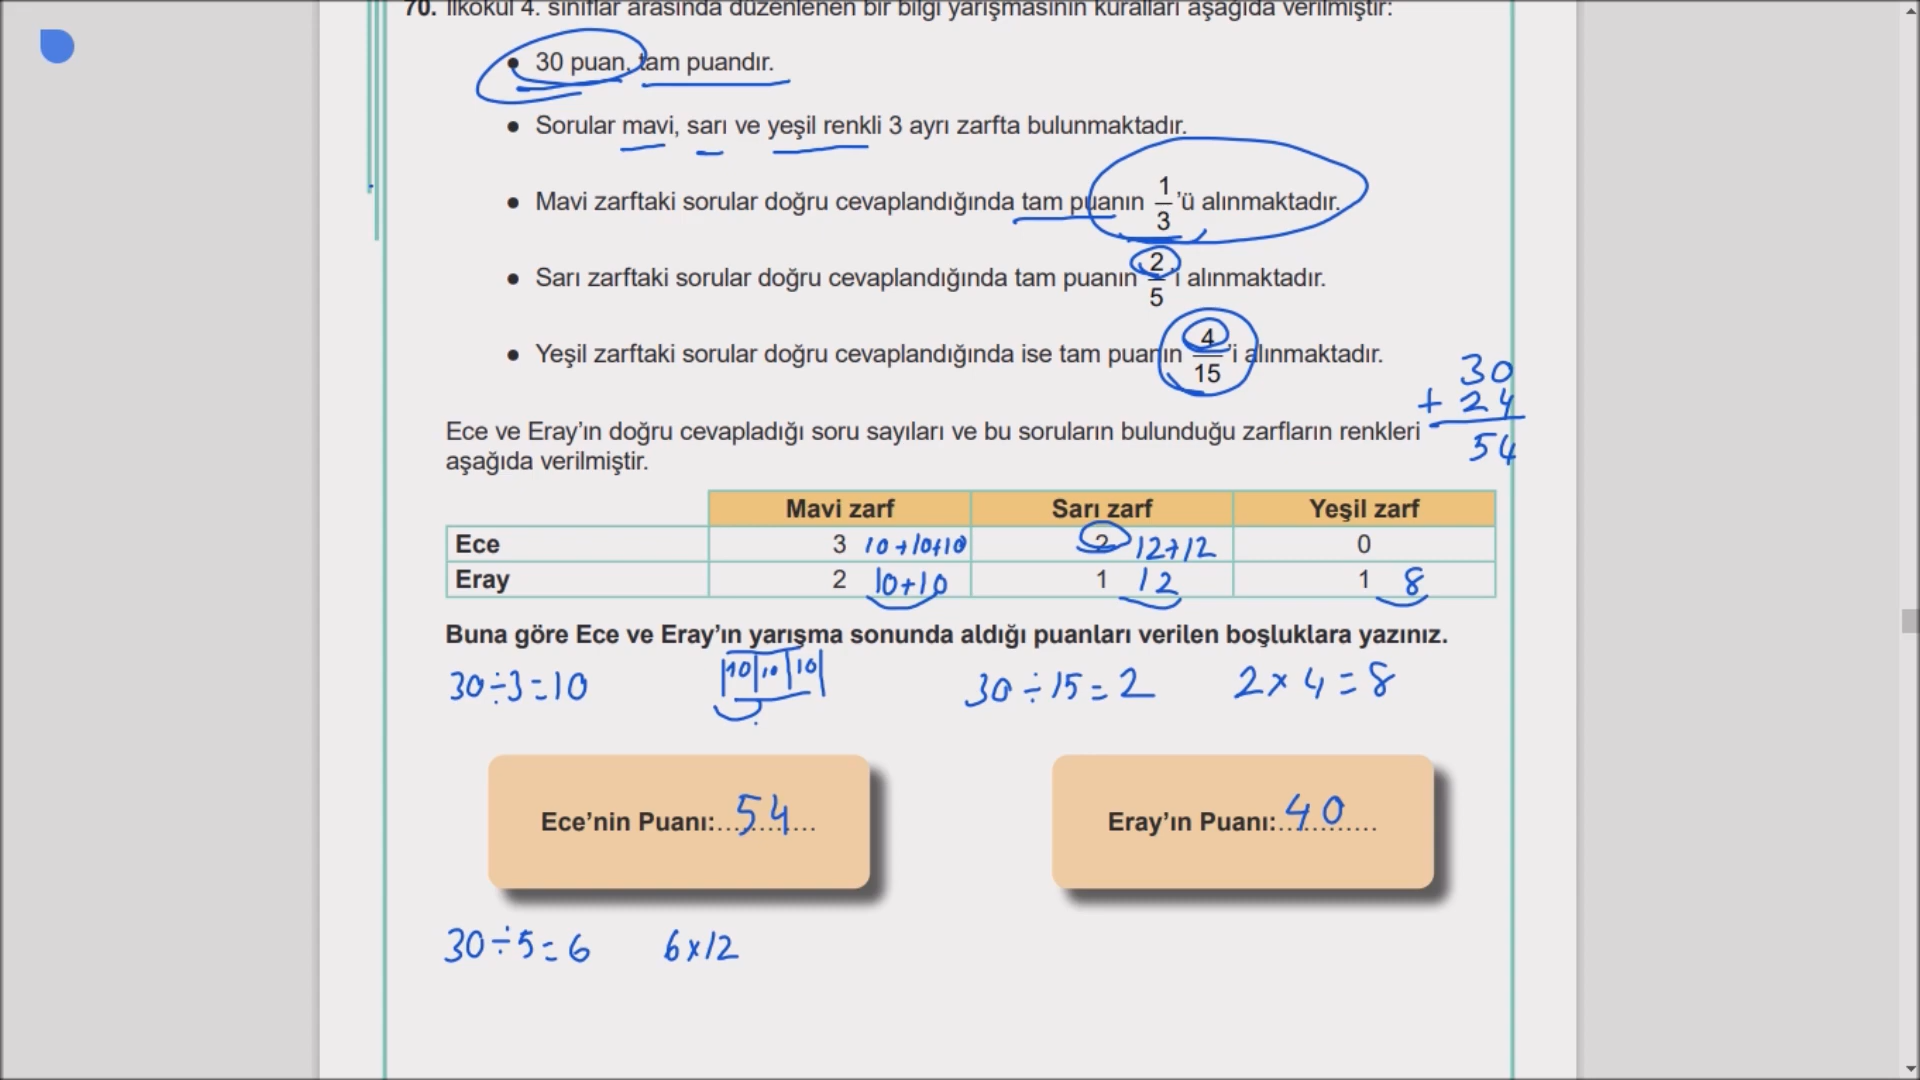 70. İlkokul 4. sınıflar arasında düzenlenen bir bilgi yarışmasının kuralları aşağıda verilmiştir:
● 30 puan, tam puandır.
● Sorular mavi, sarı ve yeşil renkli 3 ayrı zarfta bulunmaktadır.
● Mavi zarftaki sorular doğru cevaplandığında tam puanın 1/3 'ü alınmaktadır.
● Sarı zarftaki sorular doğru cevaplandığında tam puanın 2/5 'i alınmaktadır.
● Yeşil zarftaki sorular doğru cevaplandığında ise tam puanın 4/15 'i alınmaktadır.
30
+ 24
54
Ece ve Eray'ın doğru cevapladığı soru sayıları ve bu soruların bulunduğu zarfların renkleri
aşağıda verilmiştir.
Mavi zarf Sarı zarf Yeşil zarf
Ece 3 10+10+10 2 12+12 0
Eray 2 10+10 1 12 1 8
Buna göre Ece ve Eray'ın yarışma sonunda aldığı puanları verilen boşluklara yazınız.
30÷3=10 10 10 10 30÷15=2 2×4=8
Ece'nin Puanı: 54 Eray'ın Puanı: 40
30÷5=6 6×12